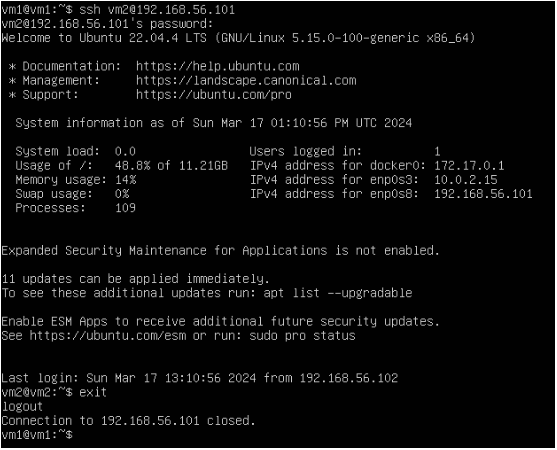 vm1@vm1:~$ ssh vm2@192.168.56.101
vm2@192.168.56.101's password:
Welcome to Ubuntu 22.04.4 LTS (GNU/Linux 5.15.0-100-generic x86_64)
* Documentation:  https://help.ubuntu.com
* Management:     https://landscape.canonical.com
* Support:        https://ubuntu.com/pro
System information as of Sun Mar 17 01:10:56 PM UTC 2024
System load:  0.0                Users logged in:          1
Usage of /:   48.8% of 11.21GB   IPv4 address for docker0: 172.17.0.1
Memory usage: 14%                IPv4 address for enp0s3:  10.0.2.15
Swap usage:   0%                 IPv4 address for enp0s8:  192.168.56.101
Processes:    109
Expanded Security Maintenance for Applications is not enabled.
11 updates can be applied immediately.
To see these additional updates run: apt list --upgradable
Enable ESM Apps to receive additional future security updates.
See https://ubuntu.com/esm or run: sudo pro status
Last login: Sun Mar 17 13:10:56 2024 from 192.168.56.102
vm2@vm2:~$ exit
logout
Connection to 192.168.56.101 closed.
vm1@vm1:~$